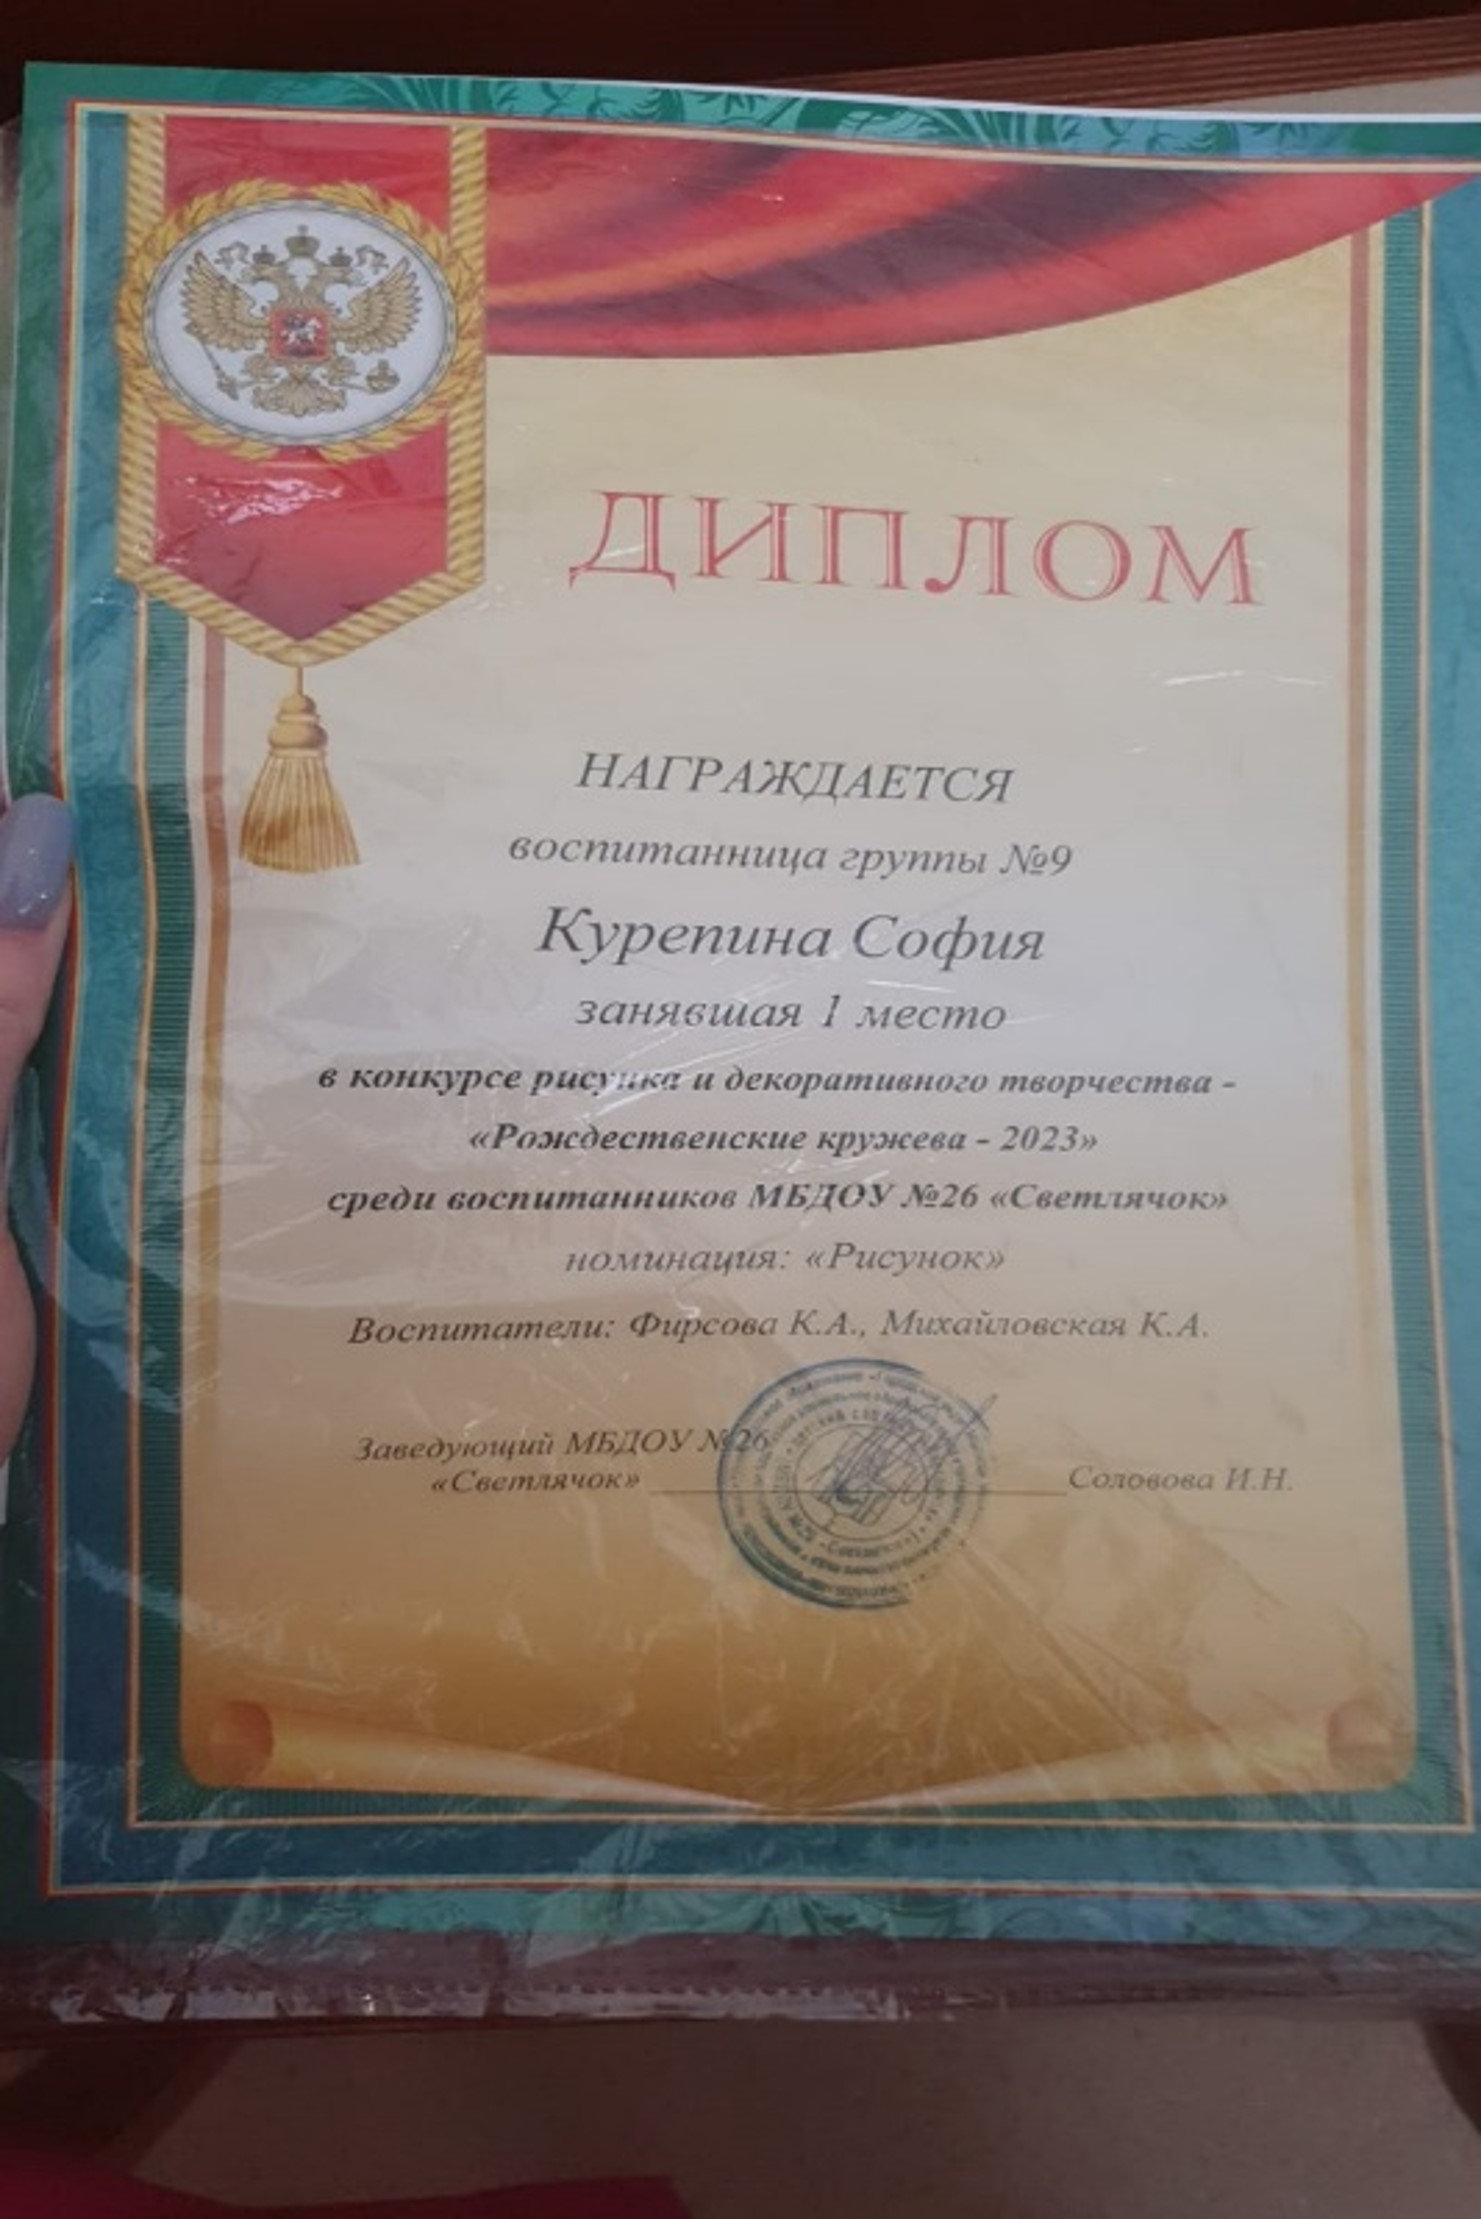 ДИПЛОМ
НАГРАЖДАЕТСЯ
воспитанница группы №9
Курепина София
занявшая 1 место
в конкурсе рисунка и декоративного творчества -
«Рождественские кружева - 2023»
среди воспитанников МБДОУ №26 «Светлячок»
номинация: «Рисунок»
Воспитатели: Фирсова К.А., Михайловская К.А.
Заведующий МБДОУ №26
«Светлячок» Соловова И.Н.